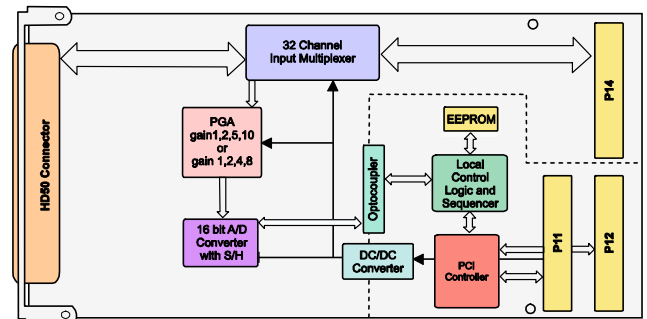 32 Channel
Input Multiplexer
HD50 Connector
P14
PGA
gain1,2,5,10
or
gain 1,2,4,8
EEPROM
Optocoupler
Local
Control
Logic and
Sequencer
16 bit A/D
Converter
with S/H
DC/DC
Converter
PCI
Controller
P11
P12